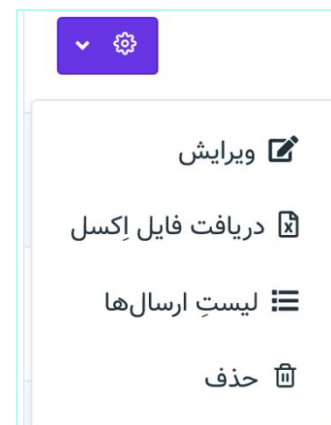 ویرایش
دریافت فایل اِکسل
لیستِ ارسال‌ها
حذف